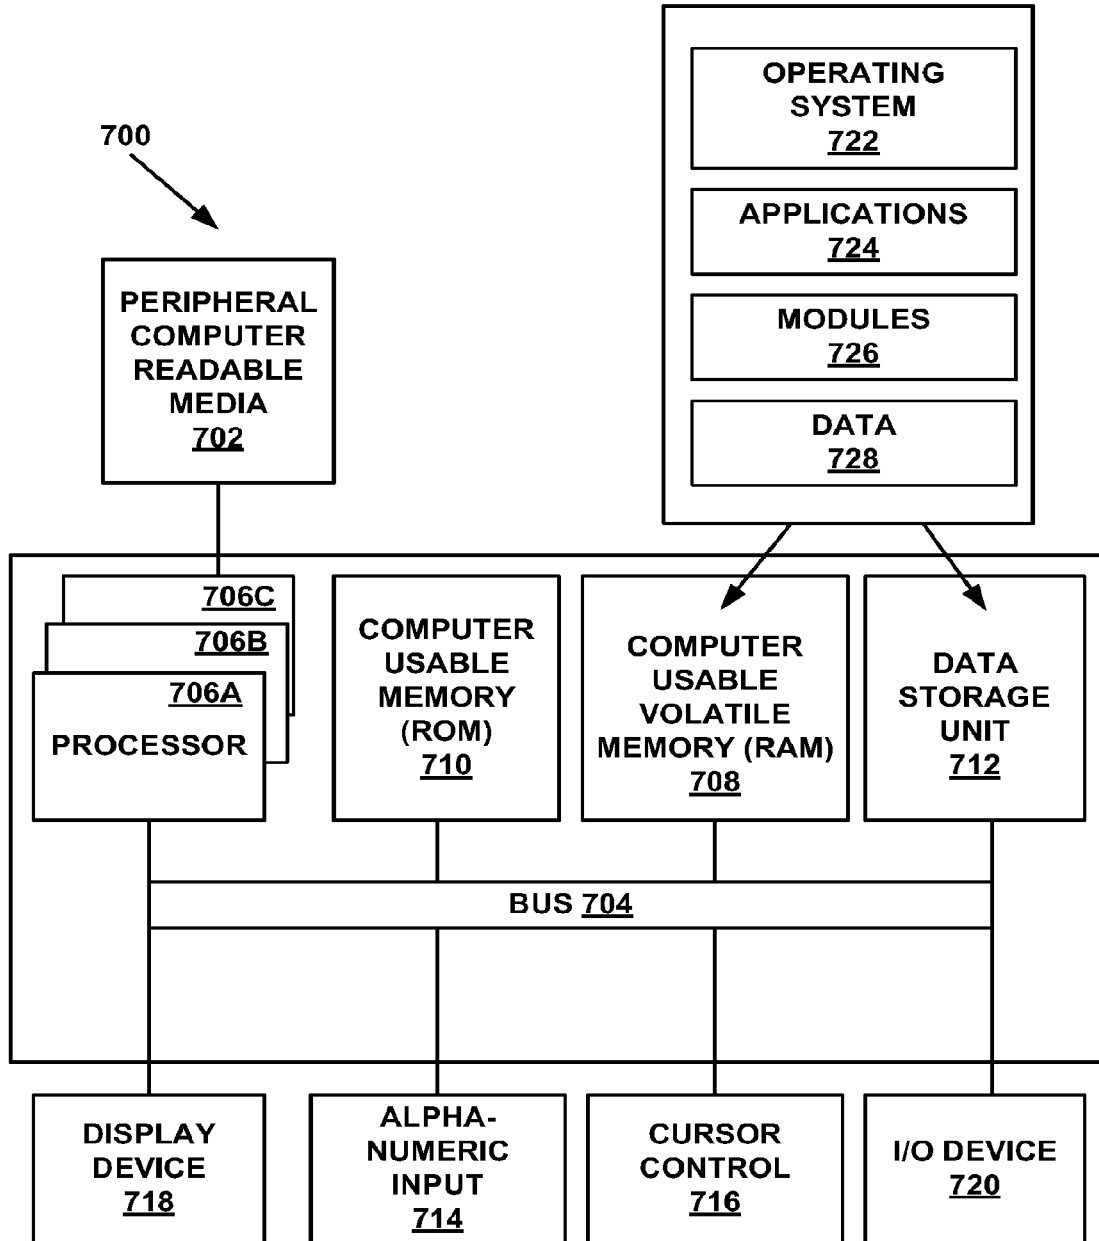 700
PERIPHERAL
COMPUTER
READABLE
MEDIA
702
OPERATING
SYSTEM
722
APPLICATIONS
724
MODULES
726
DATA
728
706C
706B
706A
PROCESSOR
COMPUTER
USABLE
MEMORY
(ROM)
710
COMPUTER
USABLE
VOLATILE
MEMORY (RAM)
708
DATA
STORAGE
UNIT
712
BUS 704
DISPLAY
DEVICE
718
ALPHA-
NUMERIC
INPUT
714
CURSOR
CONTROL
716
I/O DEVICE
720